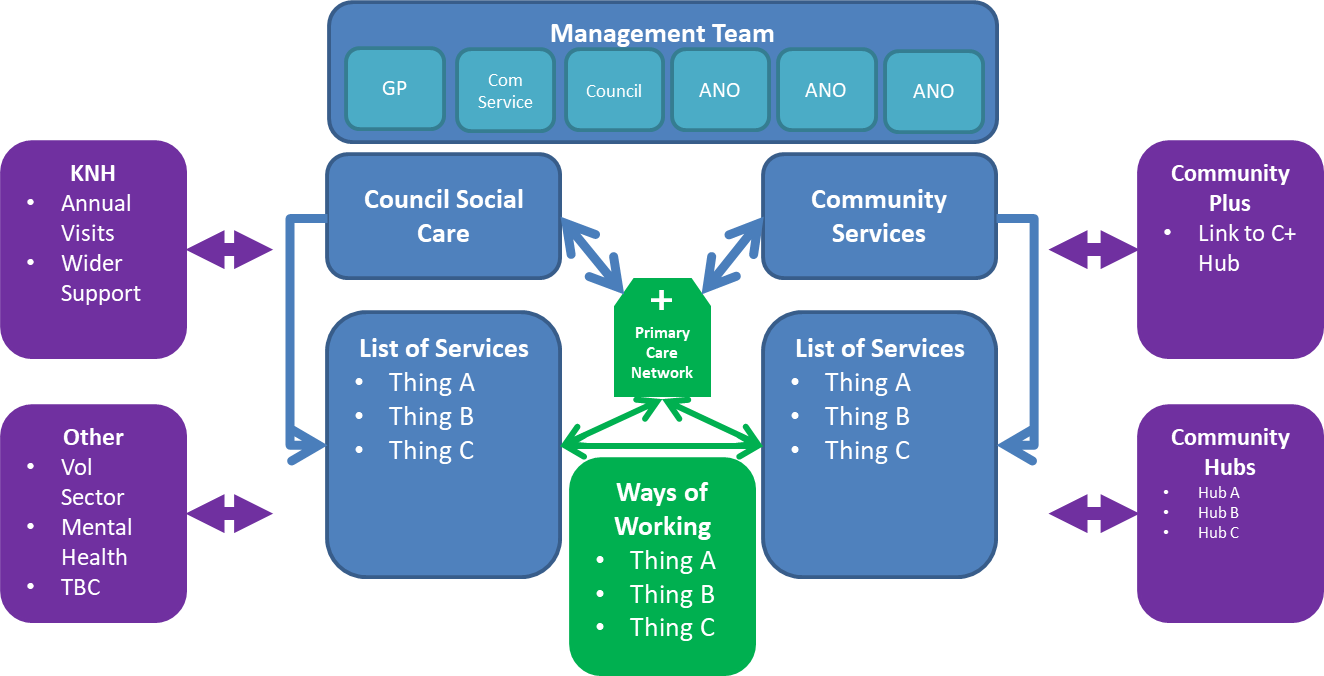 Management Team
GP
Com
Service
Council
ANO
ANO
ANO
KNH
• Annual
Visits
• Wider
Support
Council Social
Care
Community
Services
Community
Plus
• Link to C+
Hub
+
Primary
Care
Network
List of Services
• Thing A
• Thing B
• Thing C
List of Services
• Thing A
• Thing B
• Thing C
Other
• Vol
Sector
• Mental
Health
• TBC
Ways of
Working
• Thing A
• Thing B
• Thing C
Community
Hubs
• Hub A
• Hub B
• Hub C